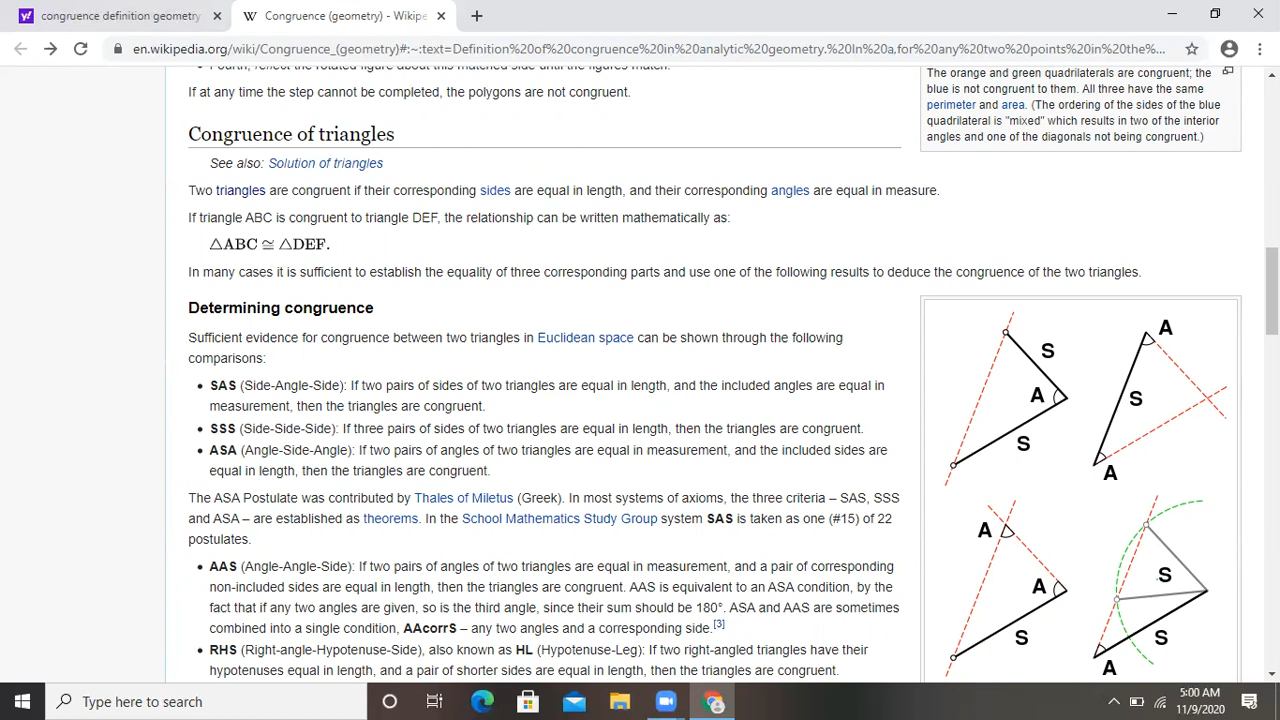 congruence definition geometry
Congruence (geometry) - Wikipe
en.wikipedia.org/wiki/Congruence_(geometry)#:~:text=Definition%20of%20congruence%20in%20analytic%20geometry.%20In%20a,for%20any%20two%20points%20in%20the%...
Fourth, reflect the rotated figure about this matched side until the figures match.
If at any time the step cannot be completed, the polygons are not congruent.
The orange and green quadrilaterals are congruent; the
blue is not congruent to them. All three have the same
perimeter and area. (The ordering of the sides of the blue
quadrilateral is "mixed" which results in two of the interior
angles and one of the diagonals not being congruent.)
Congruence of triangles
See also: Solution of triangles
Two triangles are congruent if their corresponding sides are equal in length, and their corresponding angles are equal in measure.
If triangle ABC is congruent to triangle DEF, the relationship can be written mathematically as:
△ABC ≅ △DEF.
In many cases it is sufficient to establish the equality of three corresponding parts and use one of the following results to deduce the congruence of the two triangles.
Determining congruence
Sufficient evidence for congruence between two triangles in Euclidean space can be shown through the following
comparisons:
• SAS (Side-Angle-Side): If two pairs of sides of two triangles are equal in length, and the included angles are equal in
measurement, then the triangles are congruent.
• SSS (Side-Side-Side): If three pairs of sides of two triangles are equal in length, then the triangles are congruent.
• ASA (Angle-Side-Angle): If two pairs of angles of two triangles are equal in measurement, and the included sides are
equal in length, then the triangles are congruent.
The ASA Postulate was contributed by Thales of Miletus (Greek). In most systems of axioms, the three criteria – SAS, SSS
and ASA – are established as theorems. In the School Mathematics Study Group system SAS is taken as one (#15) of 22
postulates.
• AAS (Angle-Angle-Side): If two pairs of angles of two triangles are equal in measurement, and a pair of corresponding
non-included sides are equal in length, then the triangles are congruent. AAS is equivalent to an ASA condition, by the
fact that if any two angles are given, so is the third angle, since their sum should be 180°. ASA and AAS are sometimes
combined into a single condition, AAcorrS – any two angles and a corresponding side.[3]
• RHS (Right-angle-Hypotenuse-Side), also known as HL (Hypotenuse-Leg): If two right-angled triangles have their
hypotenuses equal in length, and a pair of shorter sides are equal in length, then the triangles are congruent.
S
A
S
A
S
A
A
A
S
S
S
A
Type here to search
5:00 AM
11/9/2020